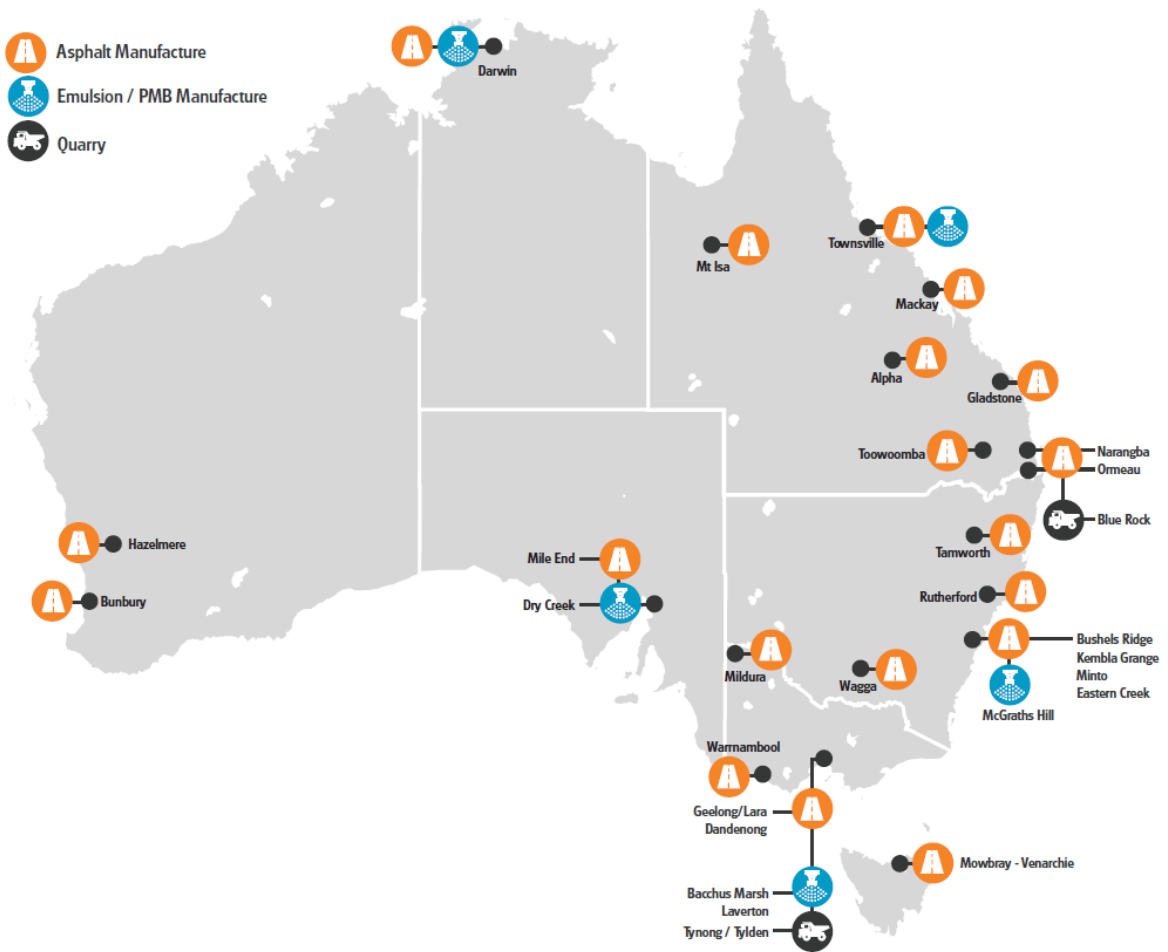 Asphalt Manufacture
Emulsion / PMB Manufacture
Quarry
Darwin
Townsville
Mt Isa
Mackay
Alpha
Gladstone
Toowoomba
Narangba
Ormeau
Blue Rock
Hazelmere
Bunbury
Mile End
Dry Creek
Tamworth
Rutherford
Bushels Ridge
Kembla Grange
Minto
Eastern Creek
McGraths Hill
Mildura
Wagga
Warrnambool
Geelong/Lara
Dandenong
Mowbray - Venarchie
Bacchus Marsh
Laverton
Tynong / Tylden